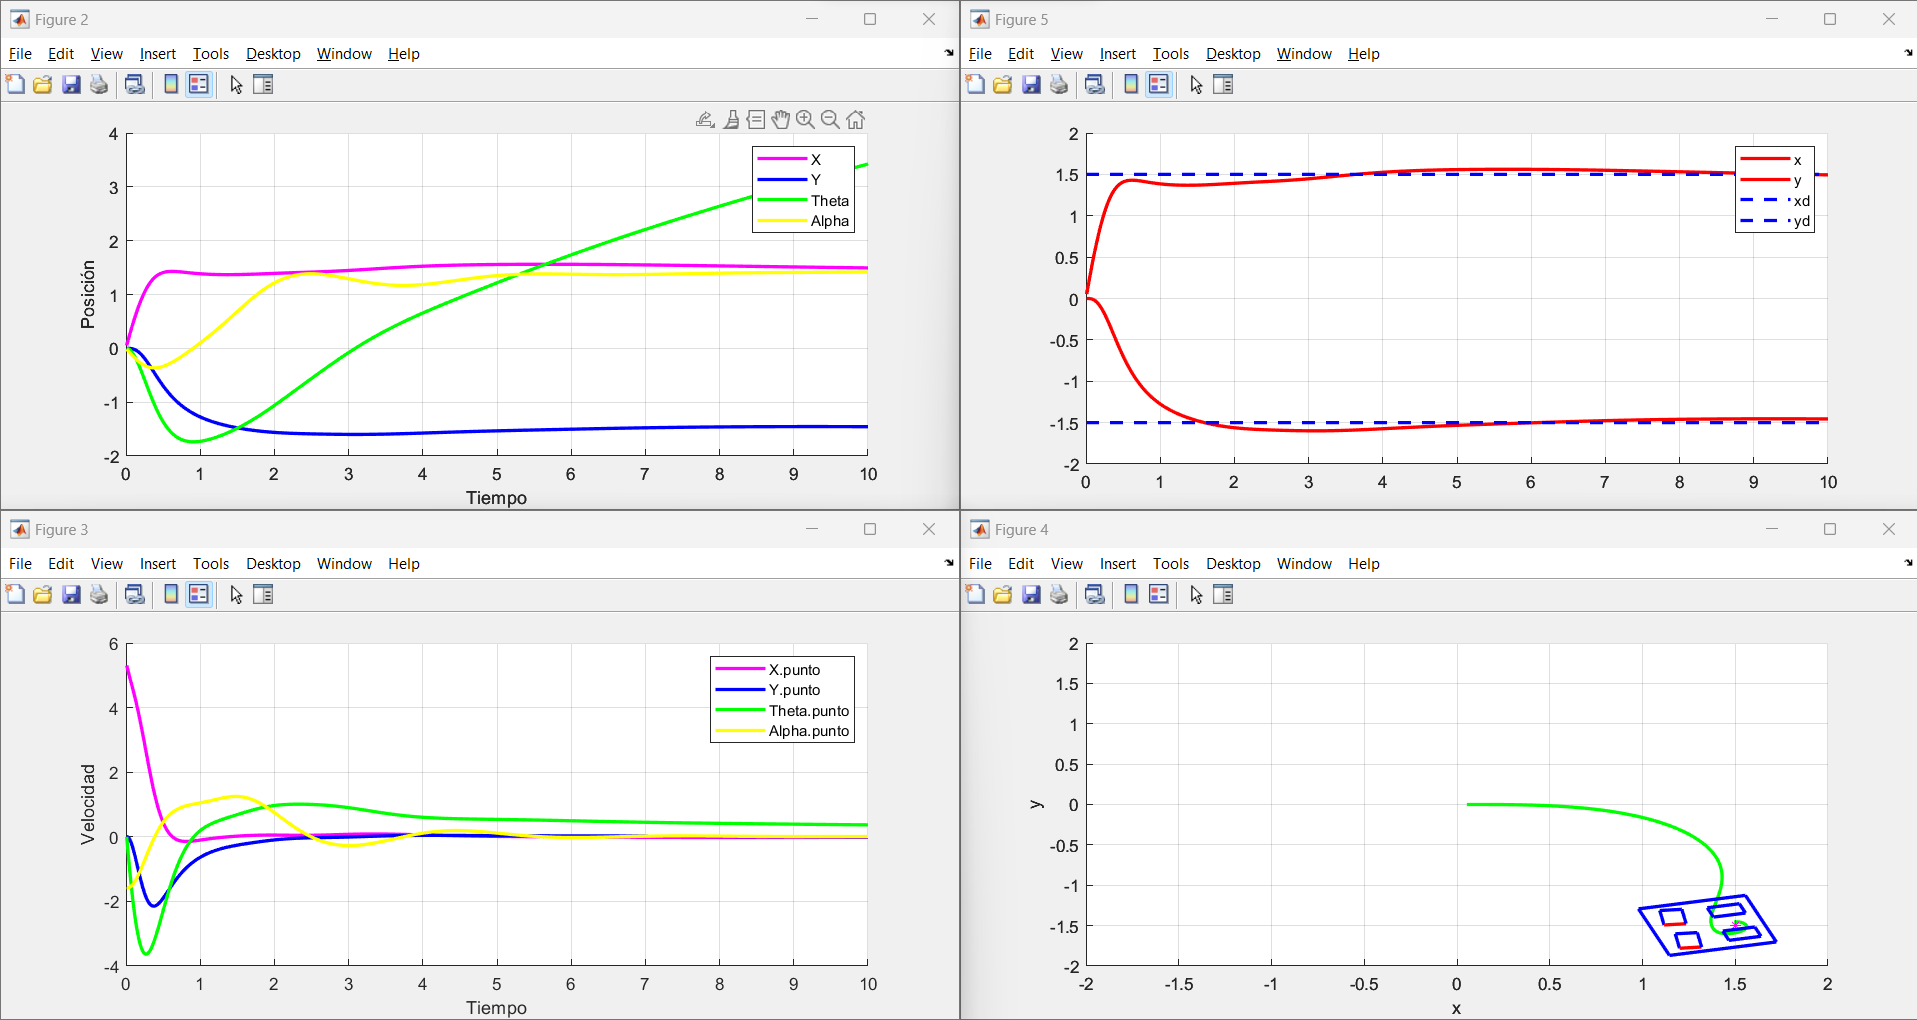 Figure 2
File Edit View Insert Tools Desktop Window Help
4
3
2
1
0
-1
-2
0 1 2 3 4 5 6 7 8 9 10
Posición
Tiempo
X
Y
Theta
Alpha
Figure 5
File Edit View Insert Tools Desktop Window Help
2
1.5
1
0.5
0
-0.5
-1
-1.5
-2
0 1 2 3 4 5 6 7 8 9 10
x
y
xd
yd
Figure 3
File Edit View Insert Tools Desktop Window Help
6
4
2
0
-2
-4
0 1 2 3 4 5 6 7 8 9 10
Velocidad
Tiempo
X.punto
Y.punto
Theta.punto
Alpha.punto
Figure 4
File Edit View Insert Tools Desktop Window Help
2
1.5
1
0.5
0
-0.5
-1
-1.5
-2
-2 -1.5 -1 -0.5 0 0.5 1 1.5 2
y
x